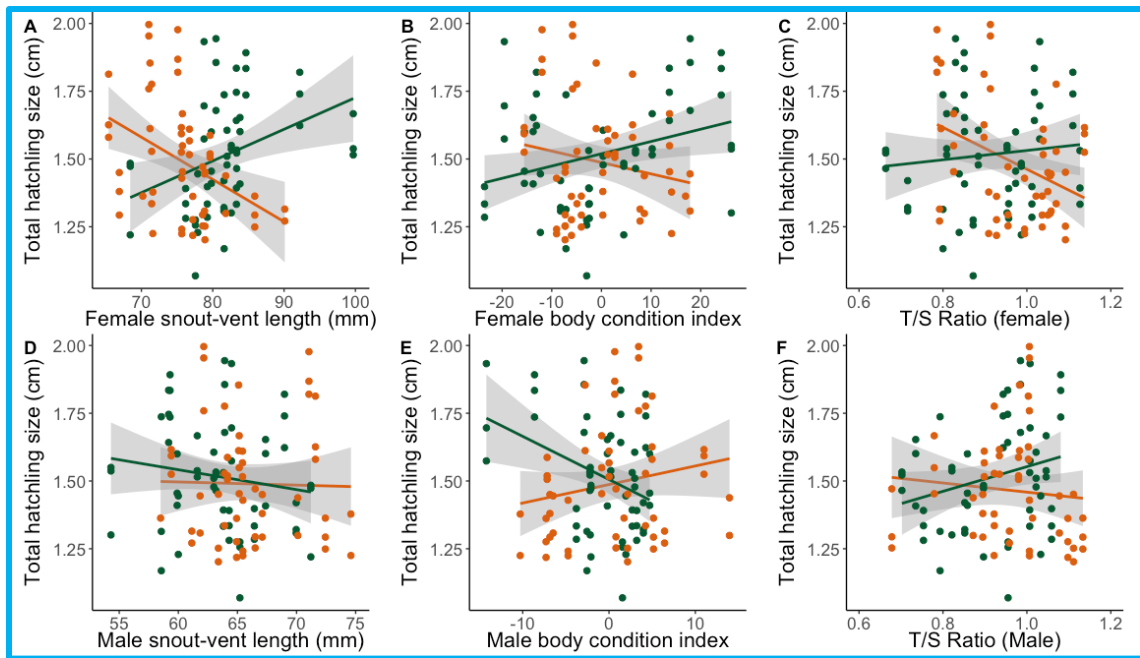 A
B
C
Total hatchling size (cm)
2.00
1.75
1.50
1.25
70 80 90 100
Female snout-vent length (mm)
Total hatchling size (cm)
2.00
1.75
1.50
1.25
-20 -10 0 10 20
Female body condition index
Total hatchling size (cm)
2.00
1.75
1.50
1.25
0.6 0.8 1.0 1.2
T/S Ratio (female)
D
E
F
Total hatchling size (cm)
2.00
1.75
1.50
1.25
55 60 65 70 75
Male snout-vent length (mm)
Total hatchling size (cm)
2.00
1.75
1.50
1.25
-10 0 10
Male body condition index
Total hatchling size (cm)
2.00
1.75
1.50
1.25
0.6 0.8 1.0 1.2
T/S Ratio (Male)